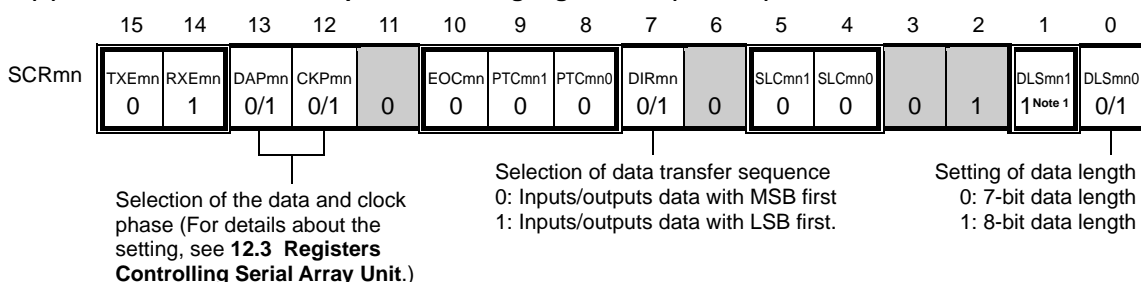 15 14 13 12 11 10 9 8 7 6 5 4 3 2 1 0
SCRmn
TXEmn RXEmn DAPmn CKPmn EOCmn PTCmn1 PTCmn0 DIRmn SLCmn1 SLCmn0 DLSmn1 DLSmn0
0 1 0/1 0/1 0 0 0 0 0/1 0 0 0 0 1 1 Note 1 0/1
Selection of the data and clock
phase (For details about the
setting, see 12.3 Registers
Controlling Serial Array Unit.)
Selection of data transfer sequence
0: Inputs/outputs data with MSB first
1: Inputs/outputs data with LSB first.
Setting of data length
0: 7-bit data length
1: 8-bit data length